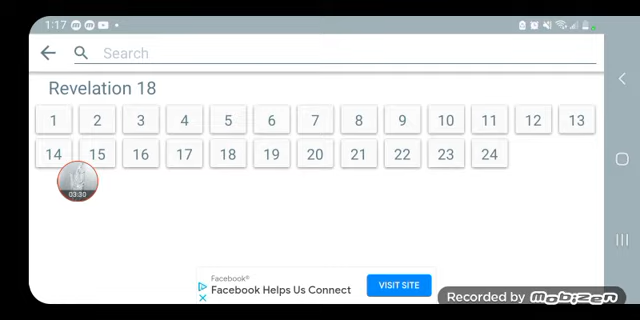 1:17
Search
Revelation 18
1 2 3 4 5 6 7 8 9 10 11 12 13
14 15 16 17 18 19 20 21 22 23 24
03:30
Facebook®
Facebook Helps Us Connect
VISIT SITE
Recorded by Mobizen